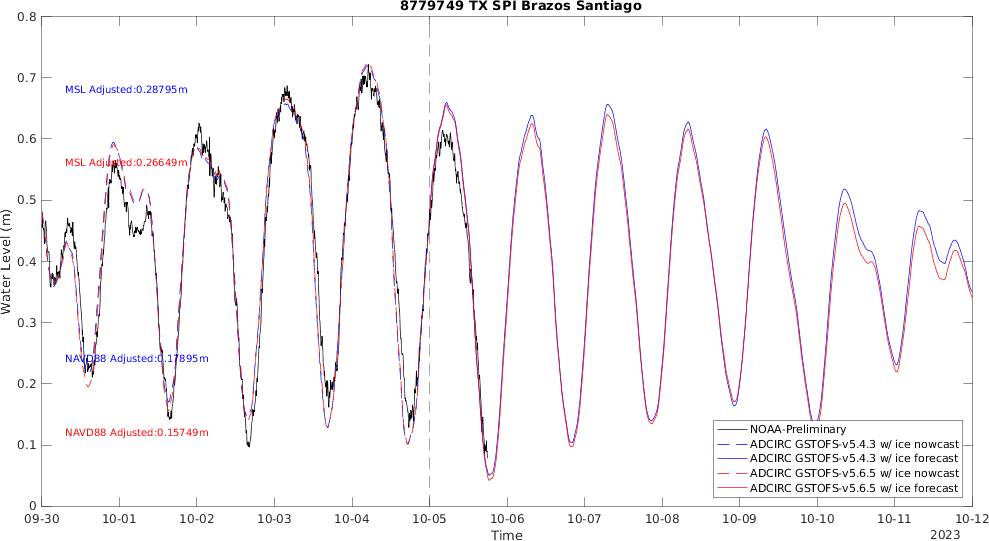 8779749 TX SPI Brazos Santiago
0.8
0.7
0.6
0.5
0.4
0.3
0.2
0.1
0
Water Level (m)
MSL Adjusted:0.28795m
MSL Adjusted:0.26649m
NAVD88 Adjusted:0.17895m
NAVD88 Adjusted:0.15749m
NOAA-Preliminary
ADCIRC GSTOFS-v5.4.3 w/ ice nowcast
ADCIRC GSTOFS-v5.4.3 w/ ice forecast
ADCIRC GSTOFS-v5.6.5 w/ ice nowcast
ADCIRC GSTOFS-v5.6.5 w/ ice forecast
09-30 10-01 10-02 10-03 10-04 10-05 10-06 10-07 10-08 10-09 10-10 10-11 10-12
Time
2023